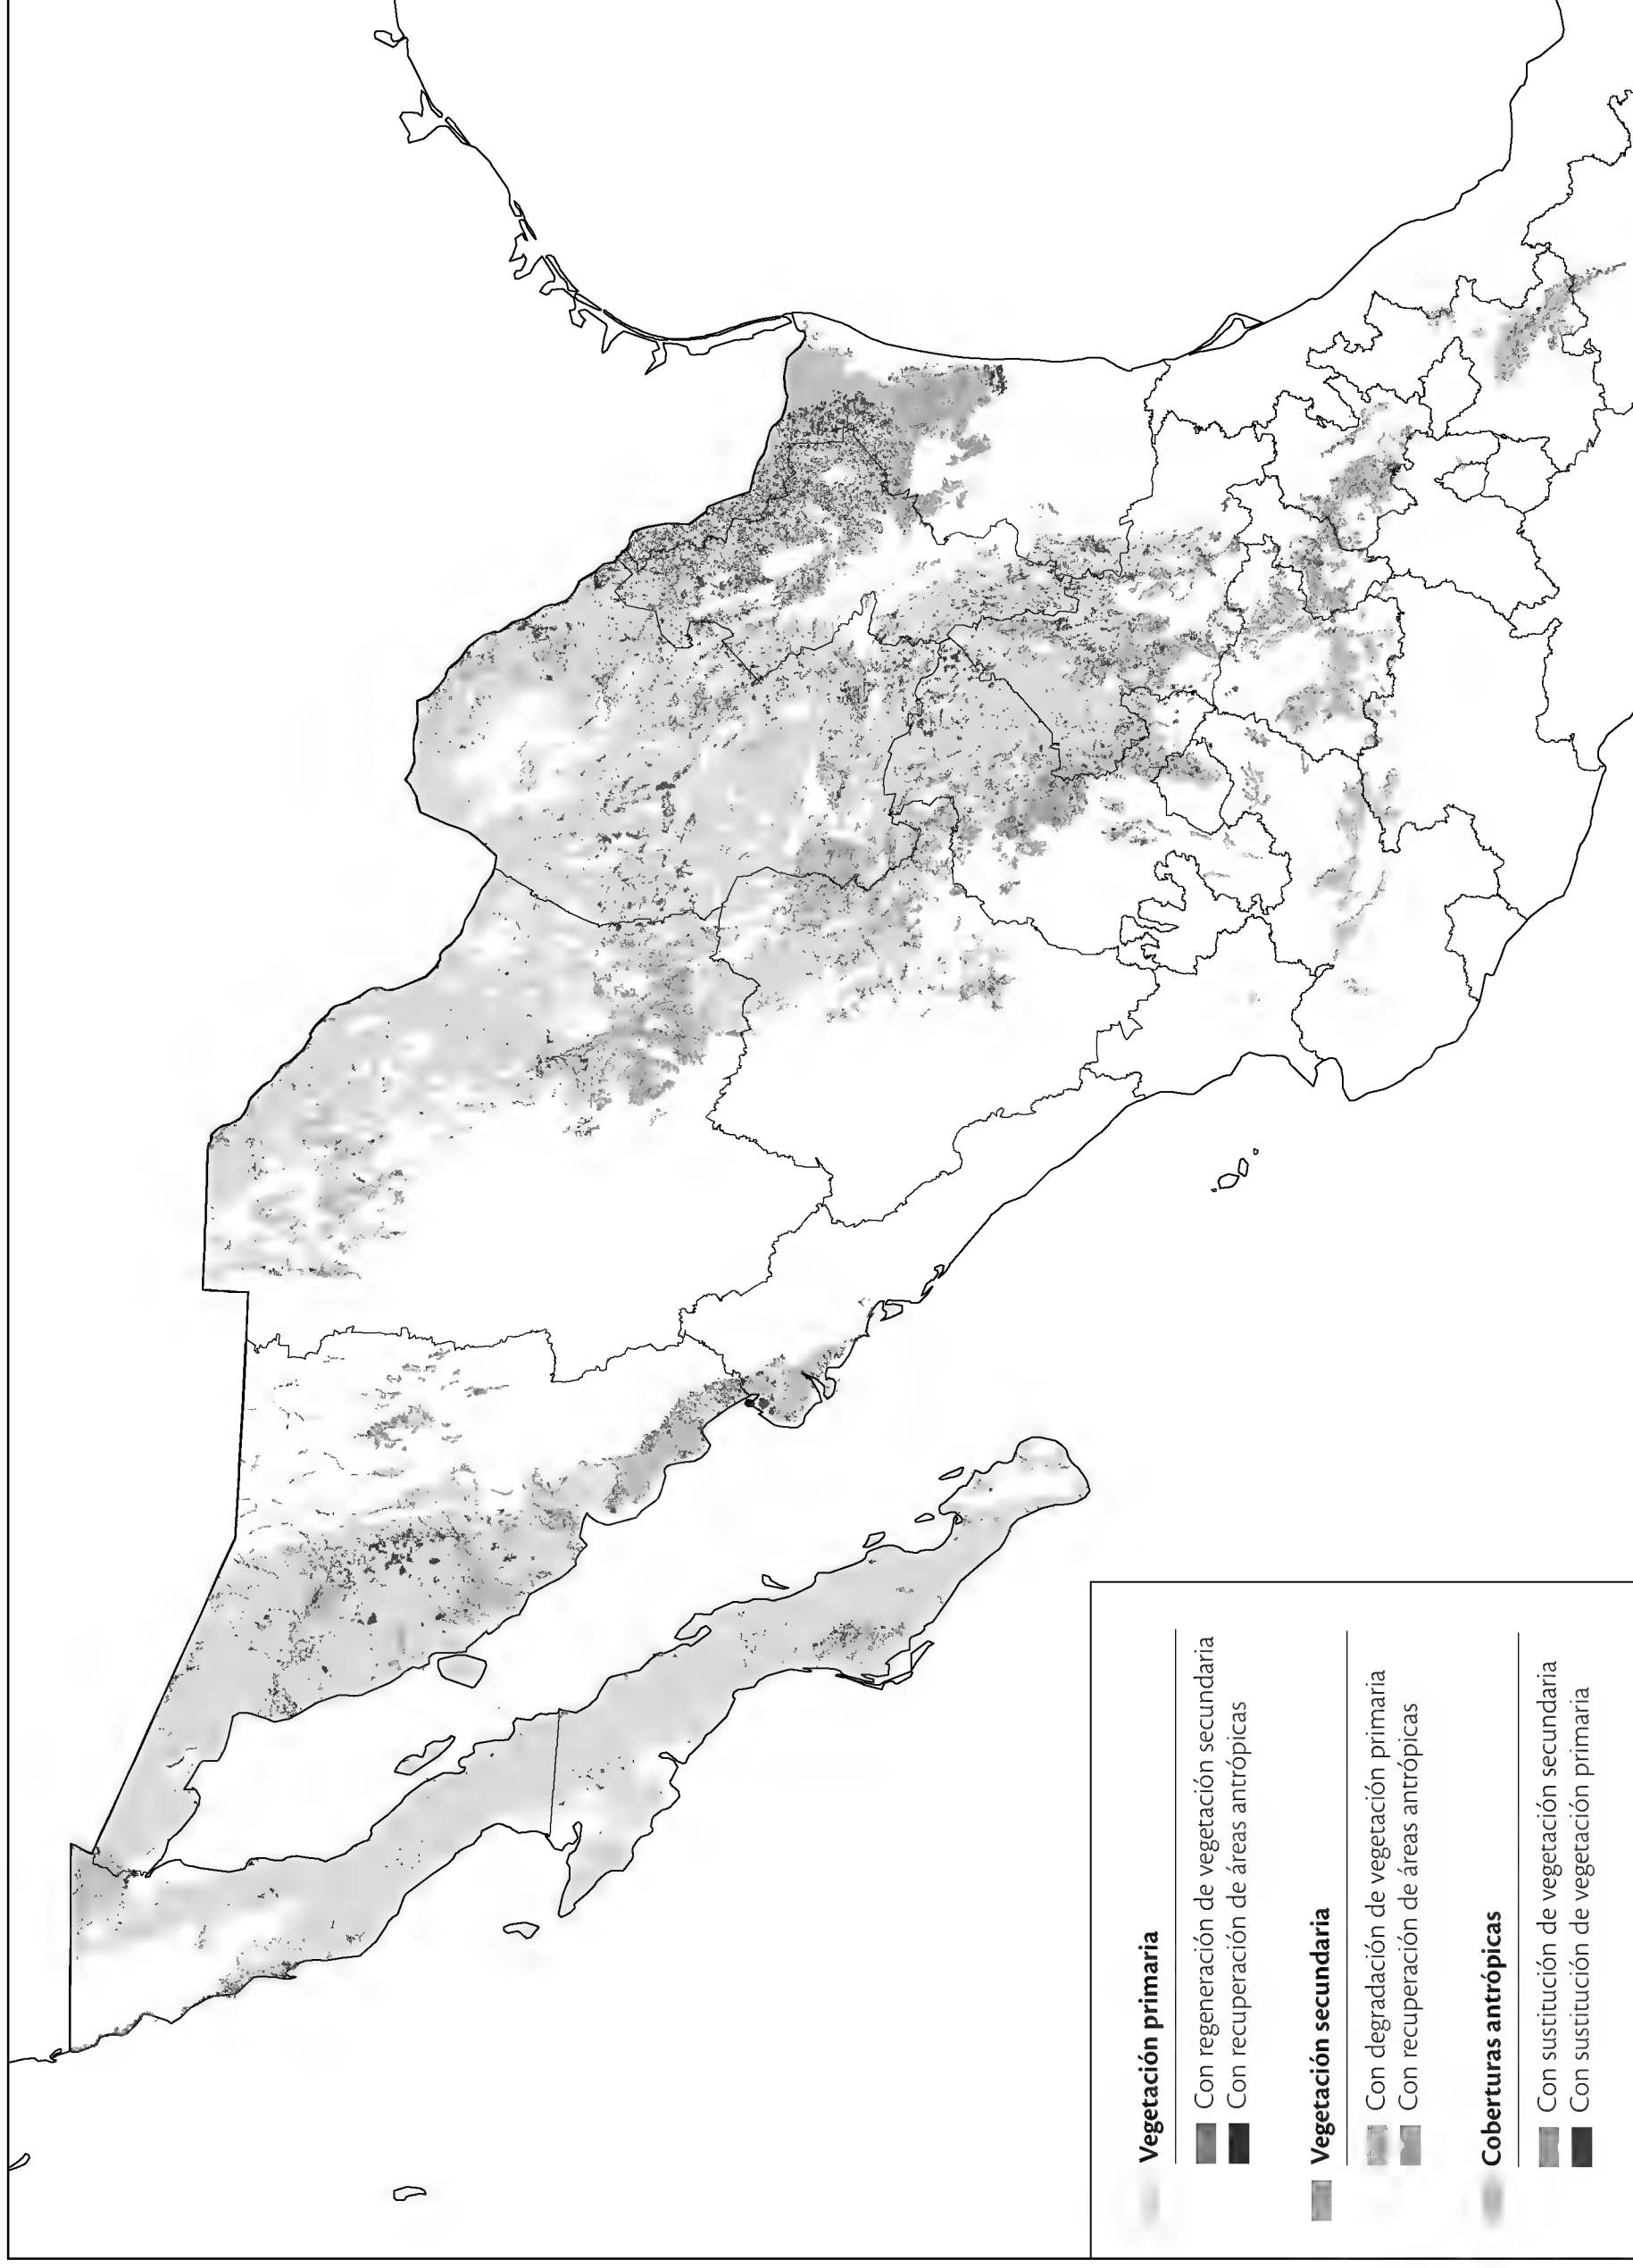 Vegetación primaria
Con regeneración de vegetación secundaria
Con recuperación de áreas antrópicas
Vegetación secundaria
Con degradación de vegetación primaria
Con recuperación de áreas antrópicas
Coberturas antrópicas
Con sustitución de vegetación secundaria
Con sustitución de vegetación primaria